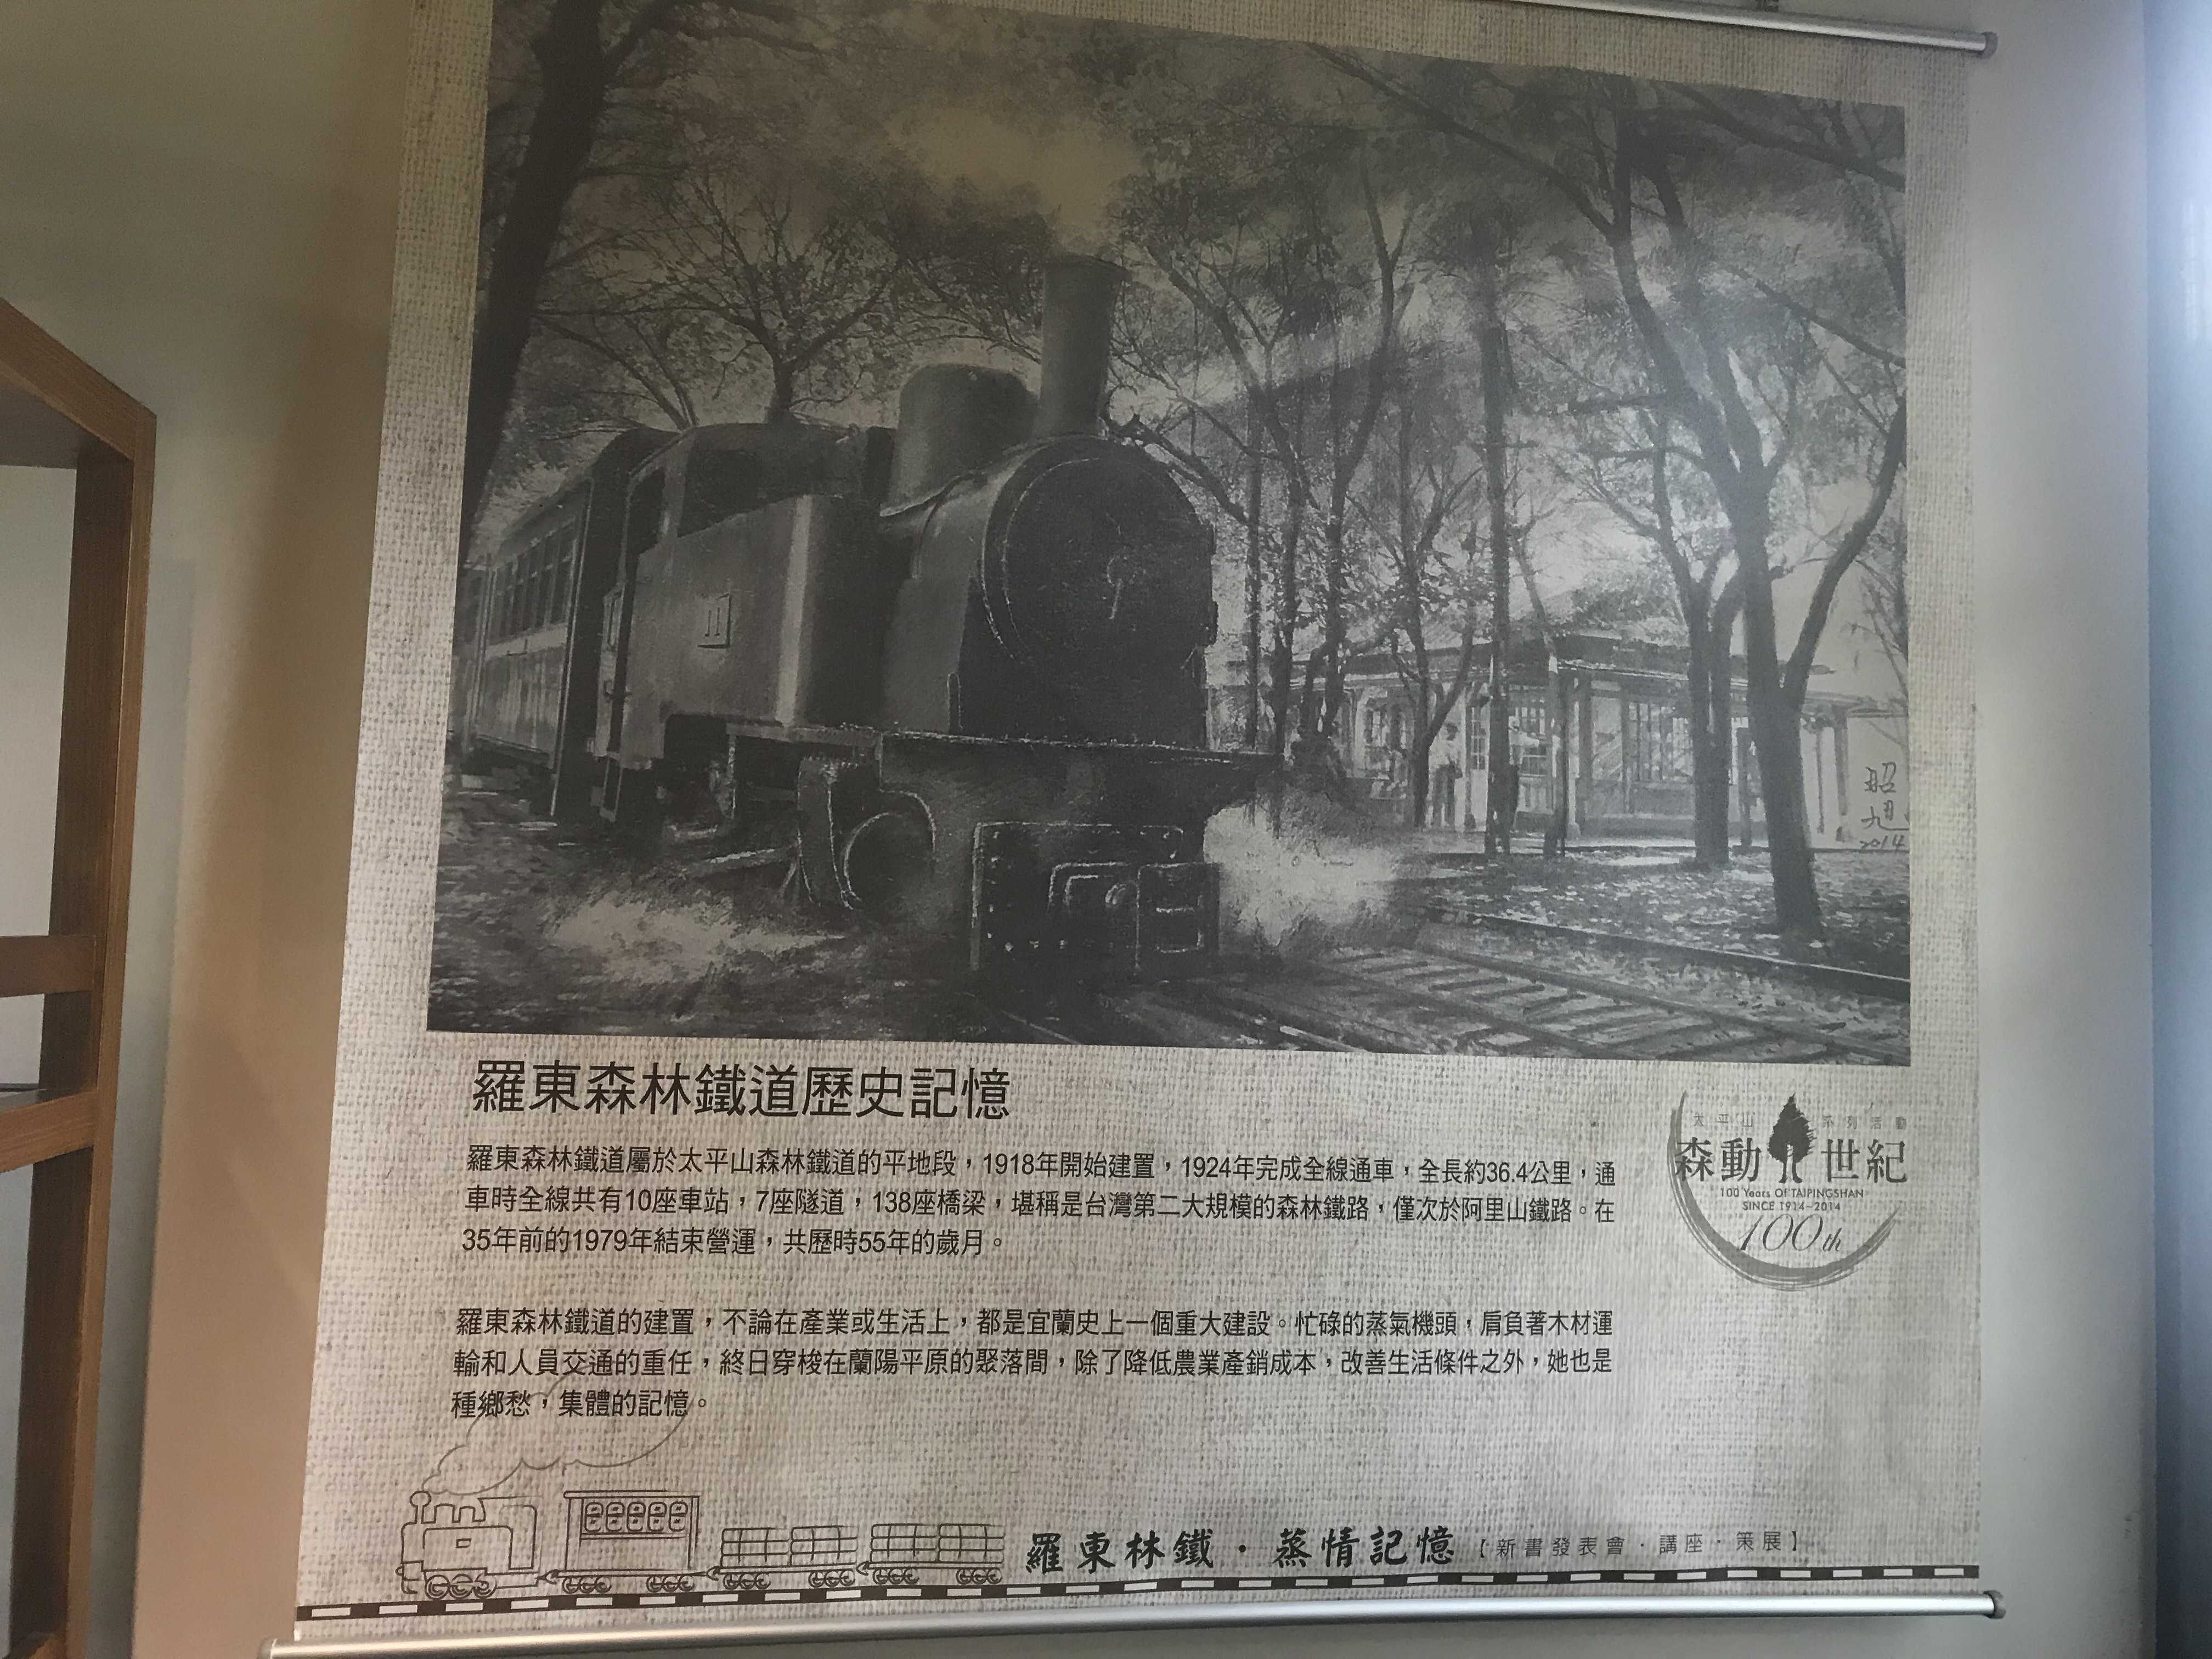 11
昭旭
2014
羅東森林鐵道歷史記憶
羅東森林鐵道屬於太平山森林鐵道的平地段，1918年開始建置，1924年完成全線通車，全長約36.4公里，通
車時全線共有10座車站，7座隧道，138座橋梁，堪稱是台灣第二大規模的森林鐵路，僅次於阿里山鐵路。在
35年前的1979年結束營運，共歷時55年的歲月。
羅東森林鐵道的建置，不論在產業或生活上，都是宜蘭史上一個重大建設。忙碌的蒸氣機頭，肩負著木材運
輸和人員交通的重任，終日穿梭在蘭陽平原的聚落間，除了降低農業產銷成本，改善生活條件之外，她也是
種鄉愁，集體的記憶。
太平山 系列活動
森動 世紀
100 Years Of TAIPINGSHAN
SINCE 1914~2014
100th
羅東林鐵·蒸情記憶【新書發表會·講座·策展】